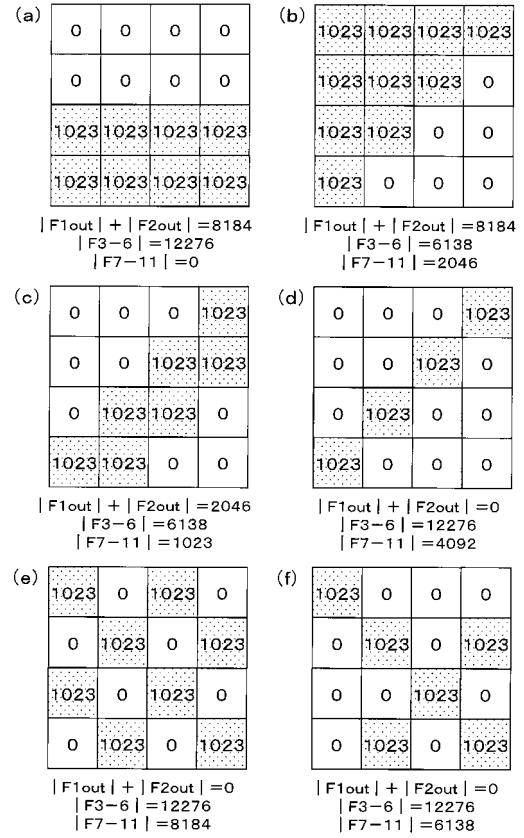 (a)
0 0 0 0
0 0 0 0
1023 1023 1023 1023
1023 1023 1023 1023
|F1out|+|F2out|=8184
|F3-6|=12276
|F7-11|=0
(b)
1023 1023 1023 1023
1023 1023 1023 0
1023 1023 0 0
1023 0 0 0
|F1out|+|F2out|=8184
|F3-6|=6138
|F7-11|=2046
(c)
0 0 0 1023
0 0 1023 1023
0 1023 1023 0
1023 1023 0 0
|F1out|+|F2out|=2046
|F3-6|=6138
|F7-11|=1023
(d)
0 0 0 1023
0 0 1023 0
0 1023 0 0
1023 0 0 0
|F1out|+|F2out|=0
|F3-6|=12276
|F7-11|=4092
(e)
1023 0 1023 0
0 1023 0 1023
1023 0 1023 0
0 1023 0 1023
|F1out|+|F2out|=0
|F3-6|=12276
|F7-11|=8184
(f)
1023 0 0 0
0 1023 0 1023
0 0 1023 0
0 1023 0 1023
|F1out|+|F2out|=0
|F3-6|=12276
|F7-11|=6138